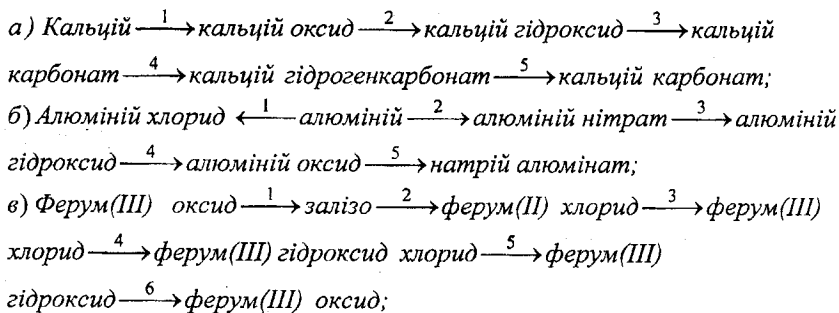 а) Кальцій —1→ кальцій оксид —2→ кальцій гідроксид —3→ кальцій
карбонат —4→ кальцій гідрогенкарбонат —5→ кальцій карбонат;
б) Алюміній хлорид ←1— алюміній —2→ алюміній нітрат —3→ алюміній
гідроксид —4→ алюміній оксид —5→ натрій алюмінат;
в) Ферум(III) оксид —1→ залізо —2→ ферум(II) хлорид —3→ ферум(III)
хлорид —4→ ферум(III) гідроксид хлорид —5→ ферум(III)
гідроксид —6→ ферум(III) оксид;